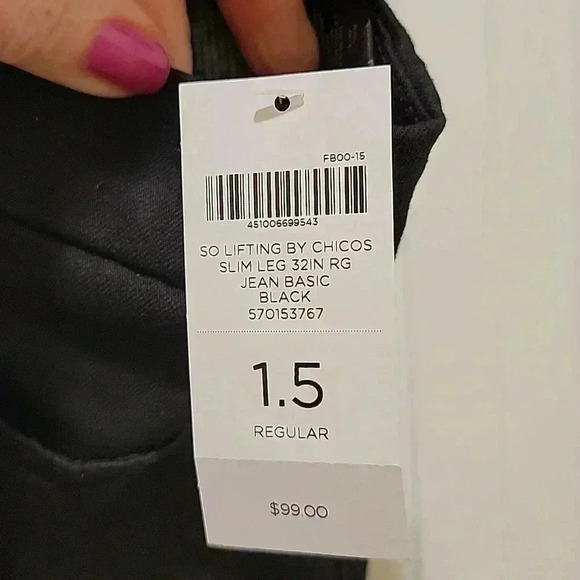 FB00-15
451006699543
SO LIFTING BY CHICOS
SLIM LEG 32IN RG
JEAN BASIC
BLACK
570153767
1.5
REGULAR
$99.00